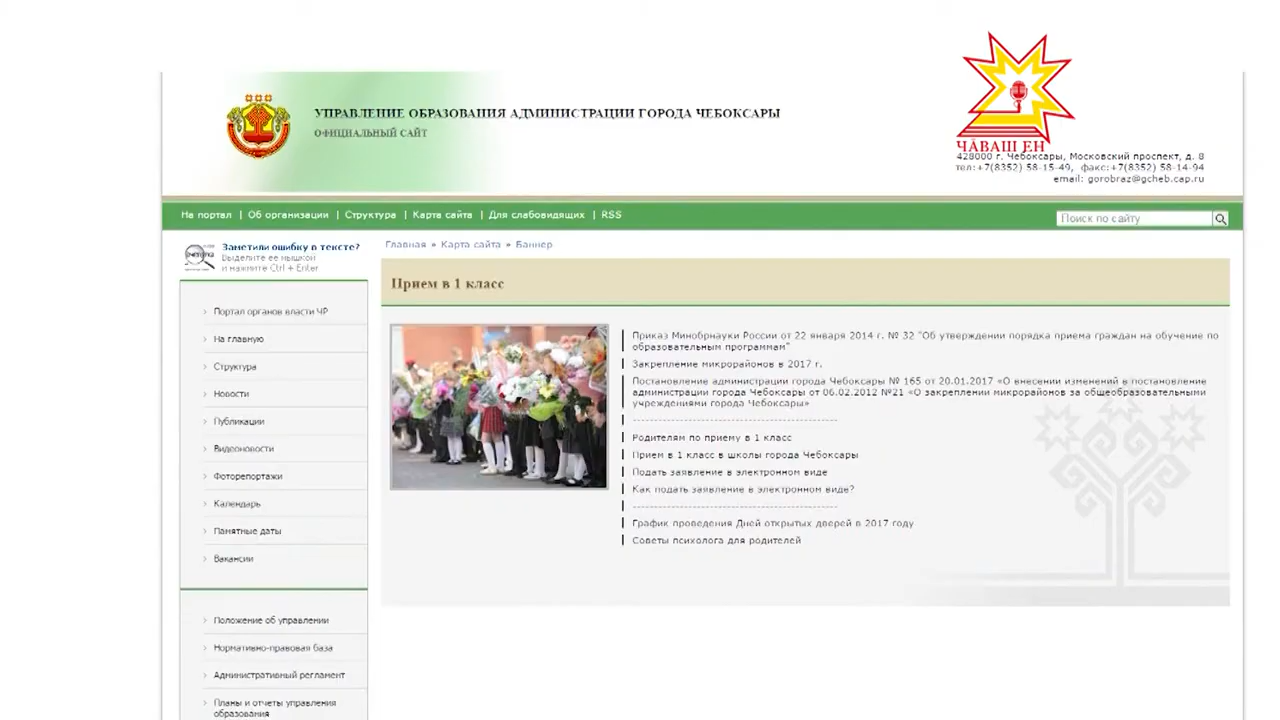 ЧӐВАШ ЕН
УПРАВЛЕНИЕ ОБРАЗОВАНИЯ АДМИНИСТРАЦИИ ГОРОДА ЧЕБОКСАРЫ
ОФИЦИАЛЬНЫЙ САЙТ
428000 г. Чебоксары, Московский проспект, д. 8
тел:+7(8352) 58-15-49, факс:+7(8352) 58-14-94
email: gorobraz@gcheb.cap.ru
На портал | Об организации | Структура | Карта сайта | Для слабовидящих | RSS
Поиск по сайту
Заметили ошибку в тексте?
Выделите ее мышкой
и нажмите Ctrl + Enter
Портал органов власти ЧР
На главную
Структура
Новости
Публикации
Видеоновости
Фоторепортажи
Календарь
Памятные даты
Вакансии
Положение об управлении
Нормативно-правовая база
Административный регламент
Планы и отчеты управления
образования
Главная » Карта сайта » Баннер
Прием в 1 класс
Приказ Минобрнауки России от 22 января 2014 г. № 32 "Об утверждении порядка приема граждан на обучение по
образовательным программам"
Закрепление микрорайонов в 2017 г.
Постановление администрации города Чебоксары № 165 от 20.01.2017 «О внесении изменений в постановление
администрации города Чебоксары от 06.02.2012 №21 «О закреплении микрорайонов за общеобразовательными
учреждениями города Чебоксары»
Родителям по приему в 1 класс
Прием в 1 класс в школы города Чебоксары
Подать заявление в электронном виде
Как подать заявление в электронном виде?
График проведения Дней открытых дверей в 2017 году
Советы психолога для родителей